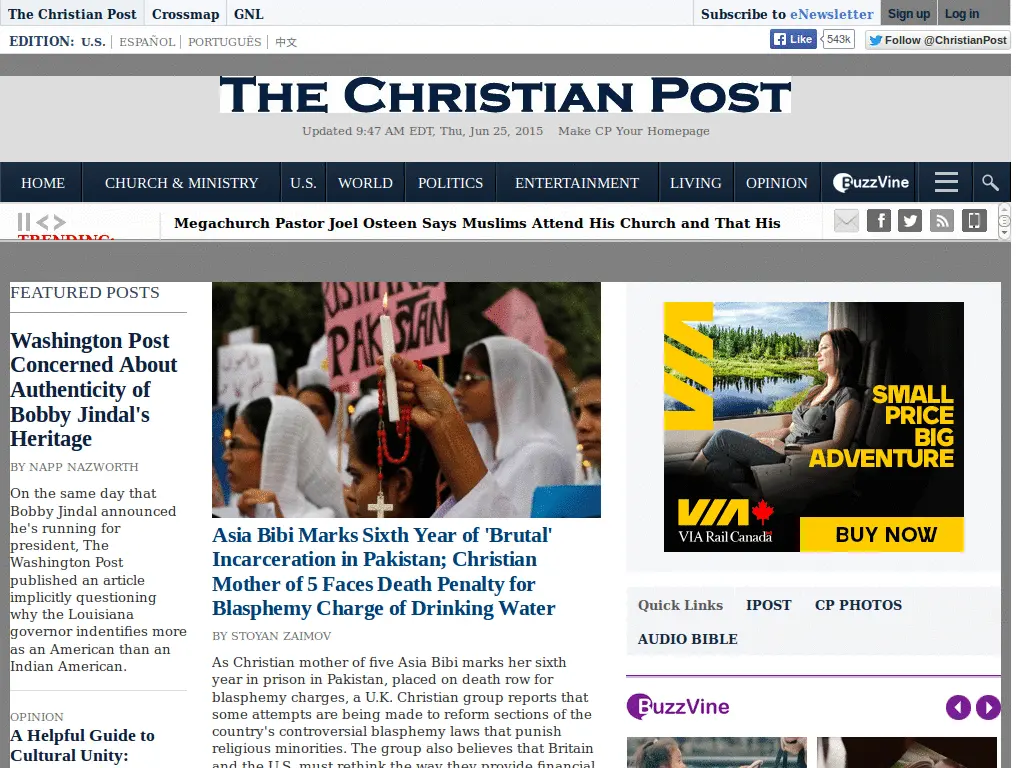 The Christian Post Crossmap GNL Subscribe to eNewsletter Sign up Log in
EDITION: U.S. ESPAÑOL PORTUGUÊS 中文 Like 543k Follow @ChristianPost
THE CHRISTIAN POST
Updated 9:47 AM EDT, Thu, Jun 25, 2015 Make CP Your Homepage
HOME CHURCH & MINISTRY U.S. WORLD POLITICS ENTERTAINMENT LIVING OPINION BuzzVine
TRENDING:
Megachurch Pastor Joel Osteen Says Muslims Attend His Church and That His
FEATURED POSTS
Washington Post
Concerned About
Authenticity of
Bobby Jindal's
Heritage
BY NAPP NAZWORTH
On the same day that
Bobby Jindal announced
he's running for
president, The
Washington Post
published an article
implicitly questioning
why the Louisiana
governor indentifies more
as an American than an
Indian American.
OPINION
A Helpful Guide to
Cultural Unity:
PAKISTAN
Asia Bibi Marks Sixth Year of 'Brutal'
Incarceration in Pakistan; Christian
Mother of 5 Faces Death Penalty for
Blasphemy Charge of Drinking Water
BY STOYAN ZAIMOV
As Christian mother of five Asia Bibi marks her sixth
year in prison in Pakistan, placed on death row for
blasphemy charges, a U.K. Christian group reports that
some attempts are being made to reform sections of the
country's controversial blasphemy laws that punish
religious minorities. The group also believes that Britain
and the U.S. must rethink the way they provide financial
VIA
SMALL
PRICE
BIG
ADVENTURE
VIA
VIA Rail Canada
BUY NOW
Quick Links IPOST CP PHOTOS
AUDIO BIBLE
BuzzVine